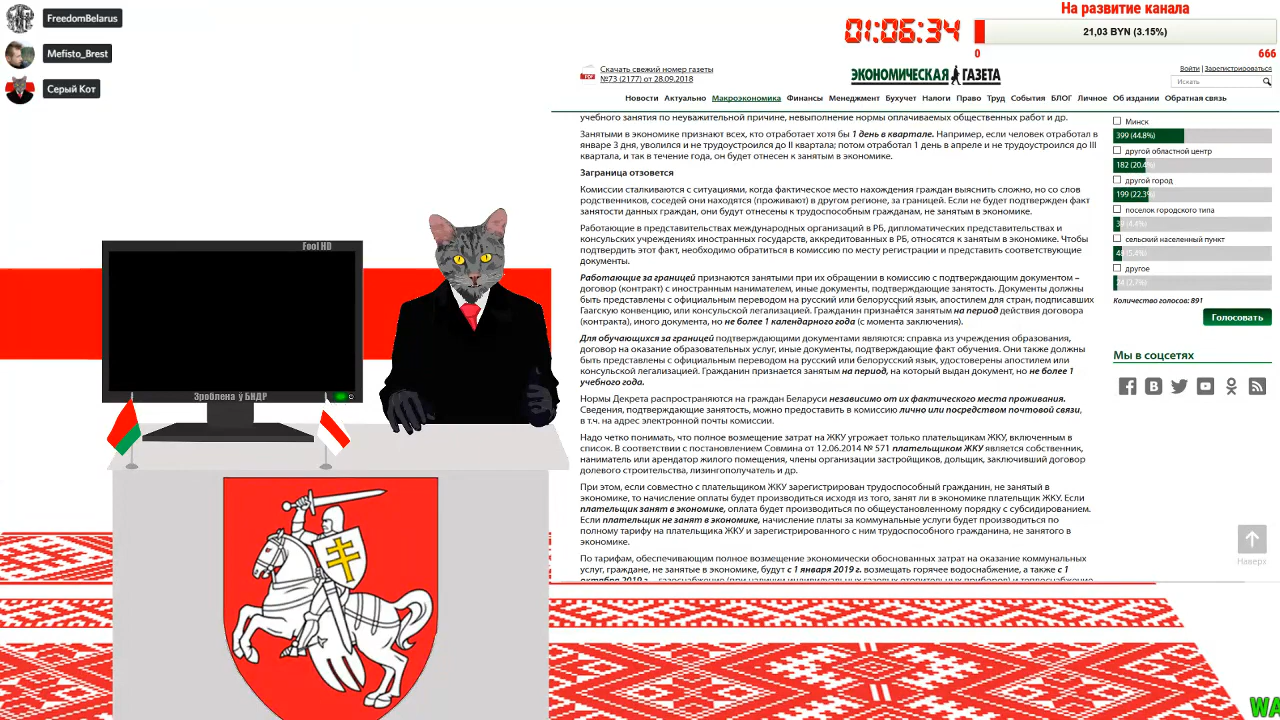 FreedomBelarus
Mefisto_Brest
Серый Кот
01:06:34
На развитие канала
21,03 BYN (3.15%)
0
666
Скачать свежий номер газеты
№73 (2177) от 28.09.2018
ЭКОНОМИЧЕСКАЯ ГАЗЕТА
Войти | Зарегистрироваться
Искать
Новости Актуально Макроэкономика Финансы Менеджмент Бухучет Налоги Право Труд События БЛОГ Личное Об издании Обратная связь
учебного занятия по неуважительной причине, невыполнение нормы оплачиваемых общественных работ и др.
Занятыми в экономике признают всех, кто отработает хотя бы 1 день в квартале. Например, если человек отработал в
январе 3 дня, уволился и не трудоустроился до II квартала; потом отработал 1 день в апреле и не трудоустроился до III
квартала, и так в течение года, он будет отнесен к занятым в экономике.
Заграница отзовется
Комиссии сталкиваются с ситуациями, когда фактическое место нахождения граждан выяснить сложно, но со слов
родственников, соседей они находятся (проживают) в другом регионе, за границей. Если не будет подтвержден факт
занятости данных граждан, они будут отнесены к трудоспособным гражданам, не занятым в экономике.
Работающие в представительствах международных организаций в РБ, дипломатических представительствах и
консульских учреждениях иностранных государств, аккредитованных в РБ, относятся к занятым в экономике. Чтобы
подтвердить этот факт, необходимо обратиться в комиссию по месту регистрации и представить соответствующие
документы.
Работающие за границей признаются занятыми при их обращении в комиссию с подтверждающим документом –
договор (контракт) с иностранным нанимателем, иные документы, подтверждающие занятость. Документы должны
быть представлены с официальным переводом на русский или белорусский язык, апостилем для стран, подписавших
Гаагскую конвенцию, или консульской легализацией. Гражданин признается занятым на период действия договора
(контракта), иного документа, но не более 1 календарного года (с момента заключения).
Для обучающихся за границей подтверждающими документами являются: справка из учреждения образования,
договор на оказание образовательных услуг, иные документы, подтверждающие факт обучения. Они также должны
быть представлены с официальным переводом на русский или белорусский язык, удостоверены апостилем или
консульской легализацией. Гражданин признается занятым на период, на который выдан документ, но не более 1
учебного года.
Нормы Декрета распространяются на граждан Беларуси независимо от их фактического места проживания.
Сведения, подтверждающие занятость, можно предоставить в комиссию лично или посредством почтовой связи,
в т.ч. на адрес электронной почты комиссии.
Надо четко понимать, что полное возмещение затрат на ЖКУ угрожает только плательщикам ЖКУ, включенным в
список. В соответствии с постановлением Совмина от 12.06.2014 № 571 плательщиком ЖКУ является собственник,
наниматель или арендатор жилого помещения, члены организации застройщиков, дольщик, заключивший договор
долевого строительства, лизингополучатель и др.
При этом, если совместно с плательщиком ЖКУ зарегистрирован трудоспособный гражданин, не занятый в
экономике, то начисление оплаты будет производиться исходя из того, занят ли в экономике плательщик ЖКУ. Если
плательщик занят в экономике, оплата будет производиться по общеустановленному порядку с субсидированием.
Если плательщик не занят в экономике, начисление платы за коммунальные услуги будет производиться по
полному тарифу на плательщика ЖКУ и зарегистрированного с ним трудоспособного гражданина, не занятого в
экономике.
По тарифам, обеспечивающим полное возмещение экономически обоснованных затрат на оказание коммунальных
услуг, граждане, не занятые в экономике, будут с 1 января 2019 г. возмещать горячее водоснабжение, а также с 1
октября 2019 г. – газоснабжение (при наличии индивидуальных газовых отопительных приборов) и теплоснабжение
Минск
399 (44.8%)
другой областной центр
182 (20.4%)
другой город
199 (22.3%)
поселок городского типа
39 (4.4%)
сельский населенный пункт
48 (5.4%)
другое
24 (2.7%)
Количество голосов: 891
Голосовать
Мы в соцсетях
Наверх
Fool HD
Зроблена ў БНДР
WA